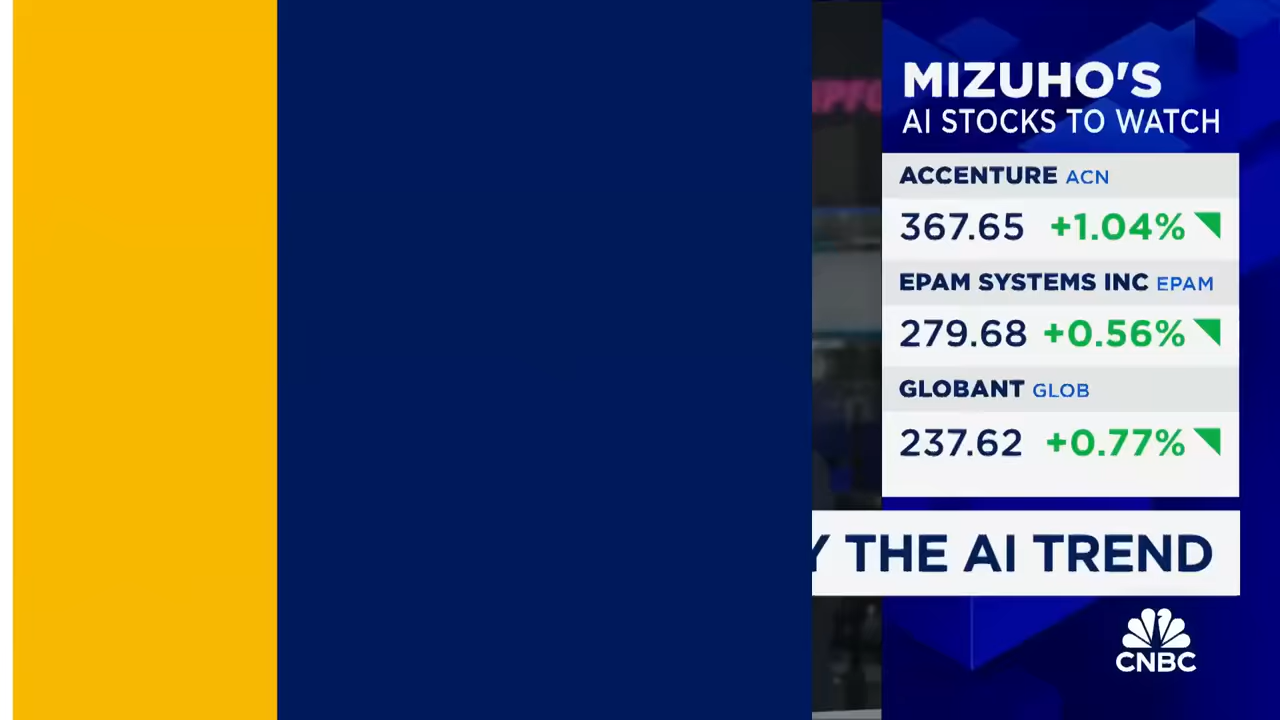 MIZUHO'S
AI STOCKS TO WATCH
ACCENTURE ACN
367.65 +1.04%
EPAM SYSTEMS INC EPAM
279.68 +0.56%
GLOBANT GLOB
237.62 +0.77%
THE AI TREND
CNBC